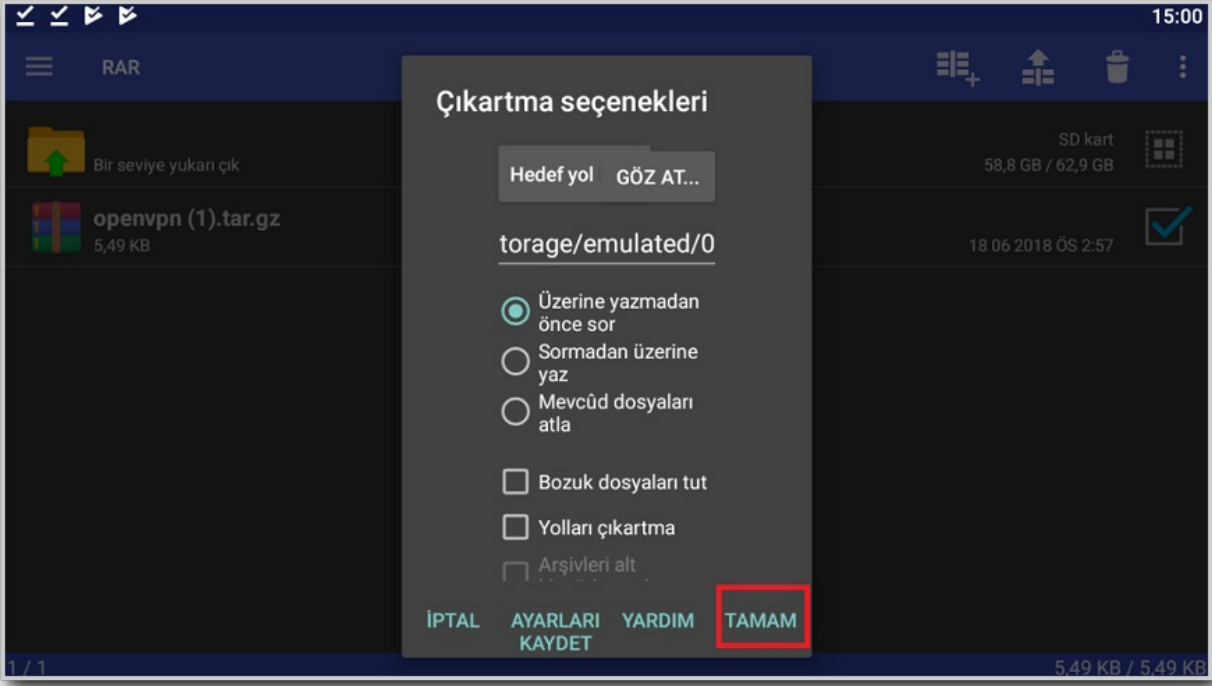 15:00
RAR
Çıkartma seçenekleri
Bir seviye yukarı çık
SD kart
58,8 GB / 62,9 GB
Hedef yol
GÖZ AT...
openvpn (1).tar.gz
5,49 KB
18 06 2018 ÖS 2:57
torage/emulated/0
Üzerine yazmadan
önce sor
Sormadan üzerine
yaz
Mevcûd dosyaları
atla
Bozuk dosyaları tut
Yolları çıkartma
Arşivleri alt
İPTAL
AYARLARI
KAYDET
YARDIM
TAMAM
1 / 1
5,49 KB / 5,49 KB